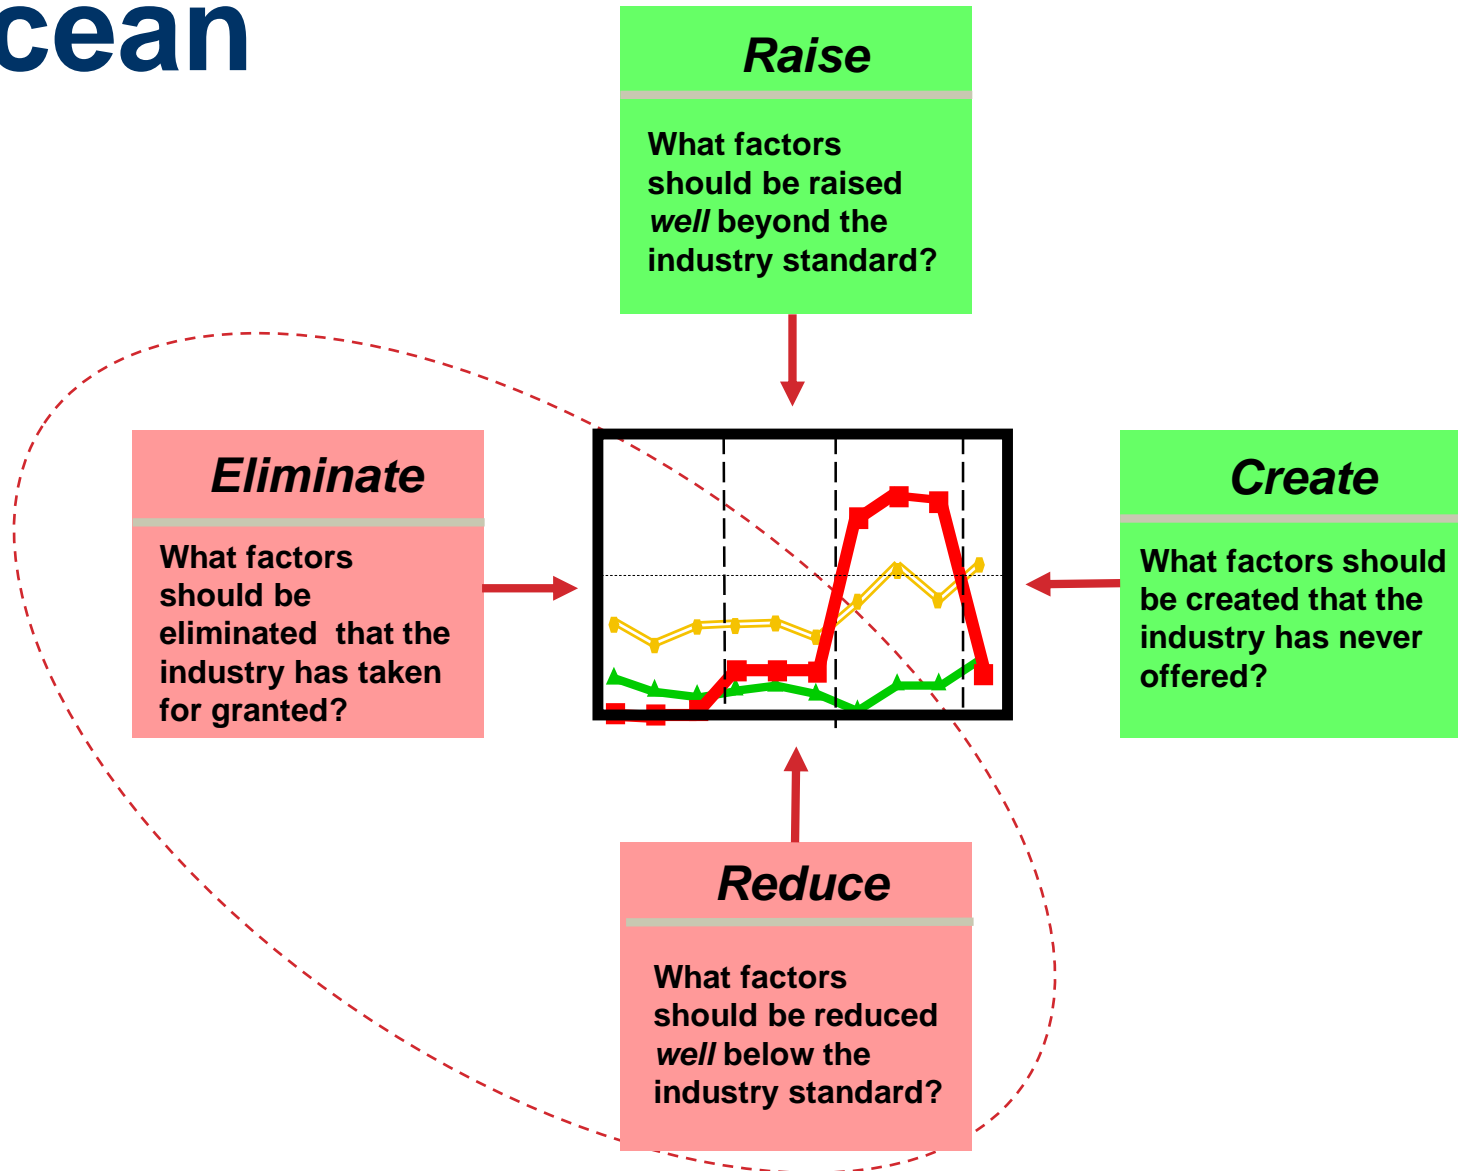 cean
Raise
What factors
should be raised
well beyond the
industry standard?
Eliminate
What factors
should be
eliminated  that the
industry has taken
for granted?
Create
What factors should
be created that the
industry has never
offered?
Reduce
What factors
should be reduced
well below the
industry standard?